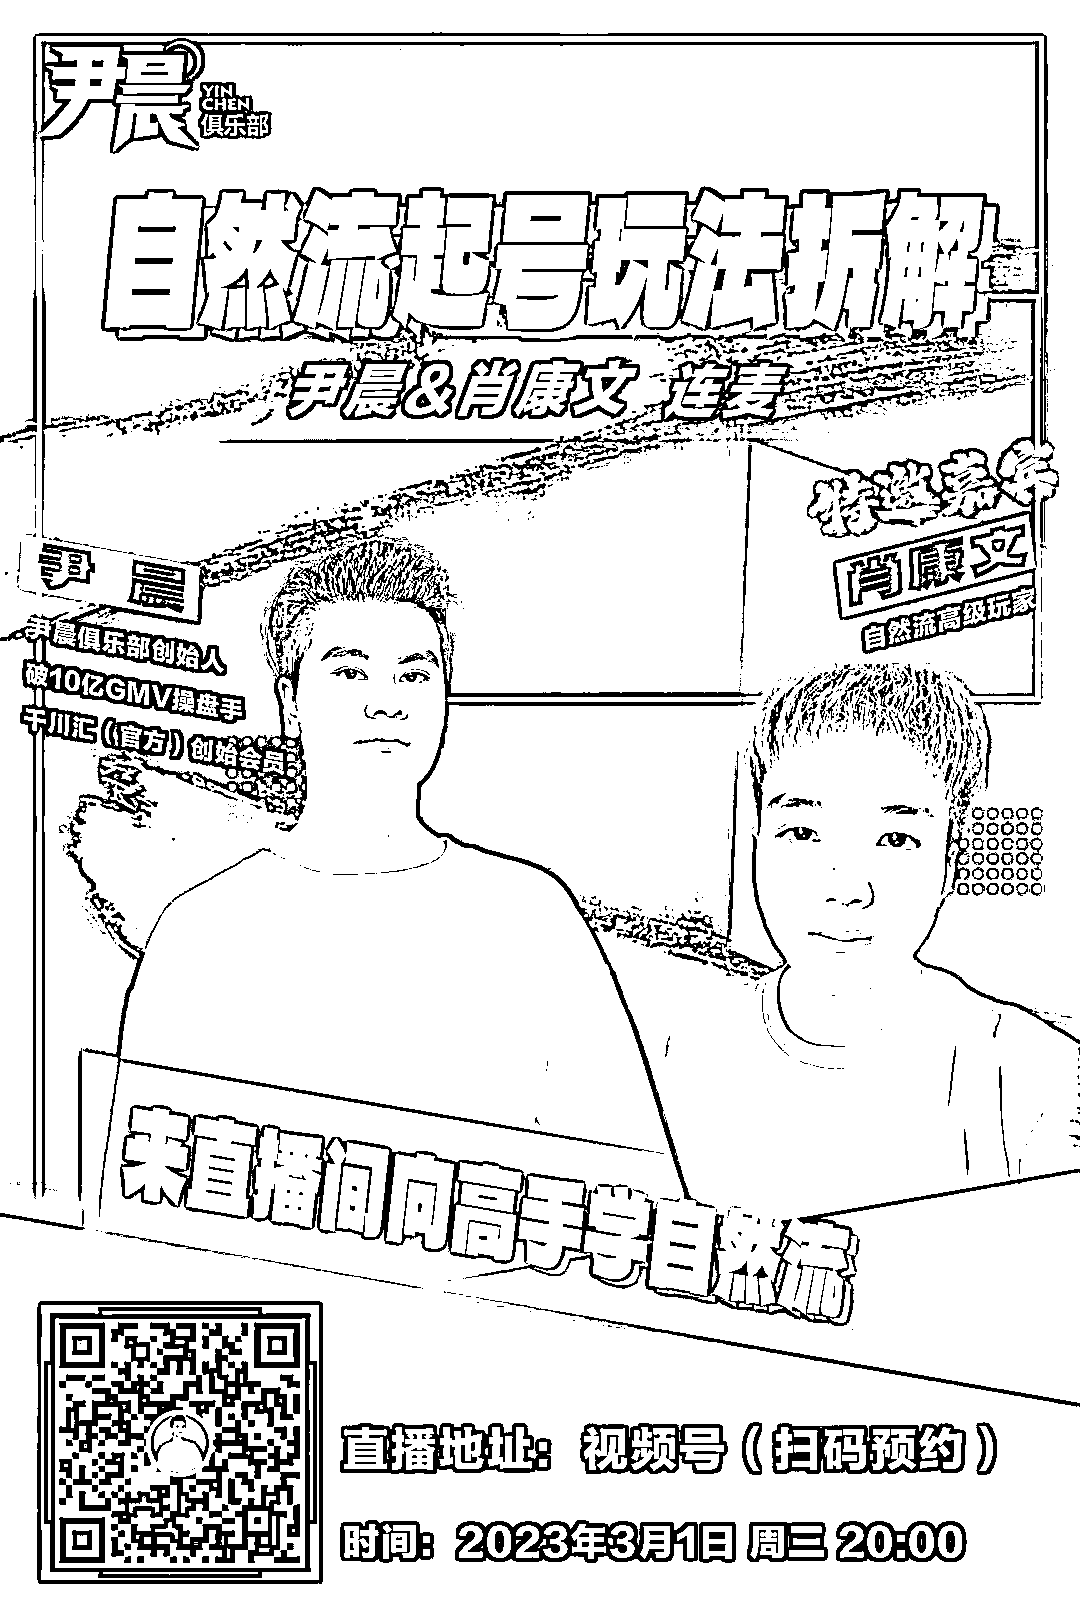 尹晨
YIN
CHEN
俱乐部
自然流起号玩法拆解
尹晨&肖康文 连麦
特邀嘉宾
肖康文
自然流高级玩家
尹晨
尹晨俱乐部创始人
破10亿GMV操盘手
千川汇（官方）创始会员
来直播间向高手学自然流
直播地址：视频号（扫码预约）
时间：2023年3月1日 周三 20:00